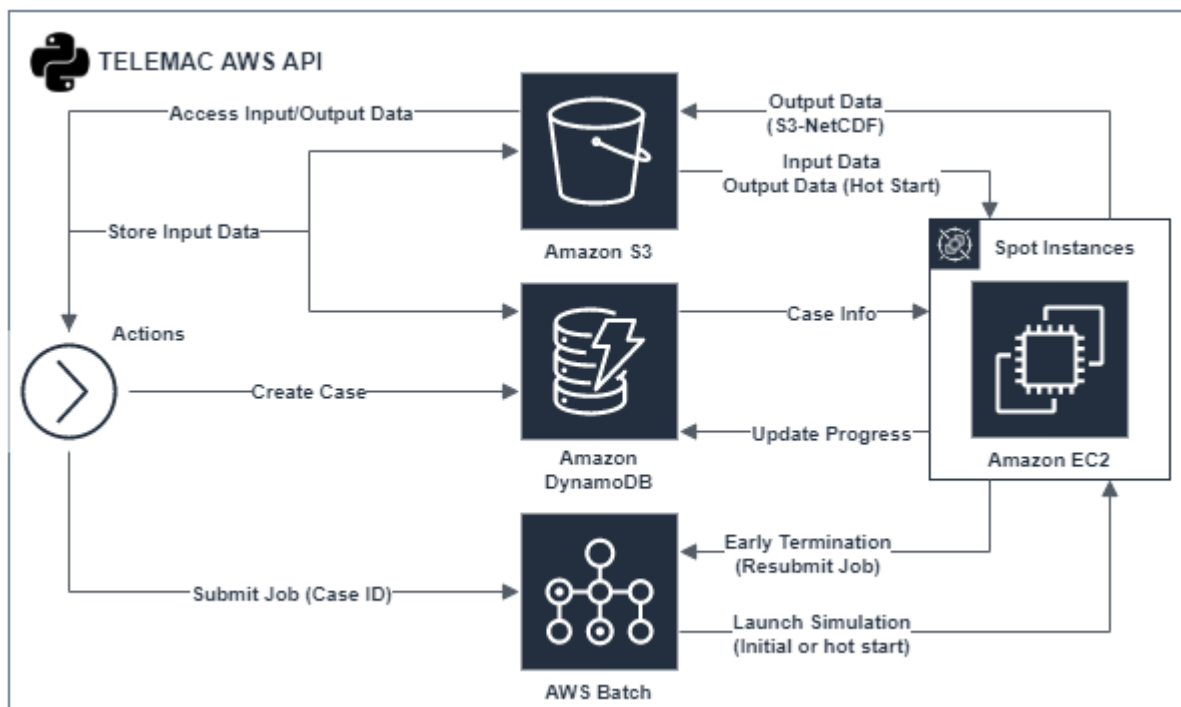 TELEMAC AWS API
Access Input/Output Data
Output Data
(S3-NetCDF)
Input Data
Output Data (Hot Start)
Store Input Data
Amazon S3
Spot Instances
Actions
Case Info
Create Case
Update Progress
Amazon
DynamoDB
Amazon EC2
Early Termination
(Resubmit Job)
Submit Job (Case ID)
Launch Simulation
(Initial or hot start)
AWS Batch